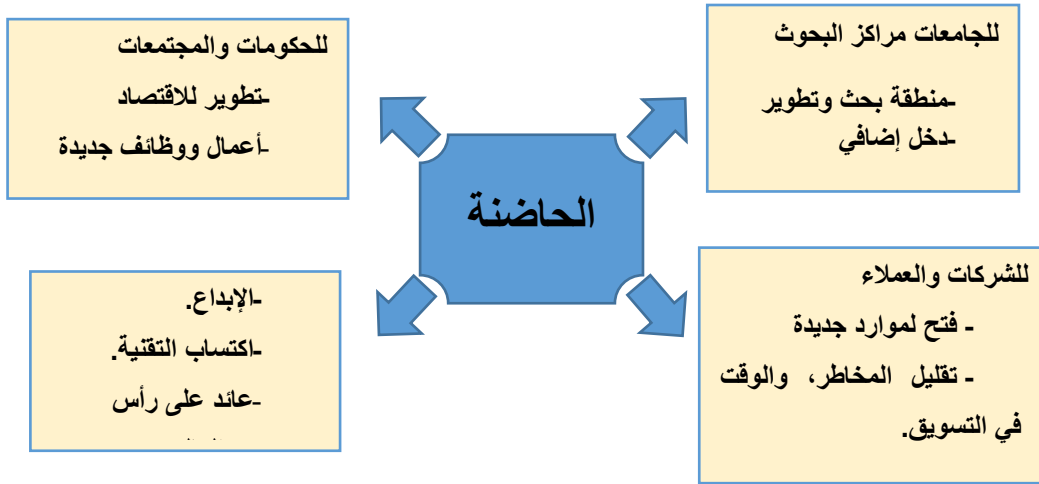 للجامعات مراكز البحوث
-منطقة بحث وتطوير
-دخل إضافي
للحكومات والمجتمعات
-تطوير للاقتصاد
-أعمال ووظائف جديدة
الحاضنة
للشركات والعملاء
- فتح لموارد جديدة
- تقليل المخاطر، والوقت
في التسويق.
-الإبداع.
-اكتساب التقنية.
-عائد على رأس